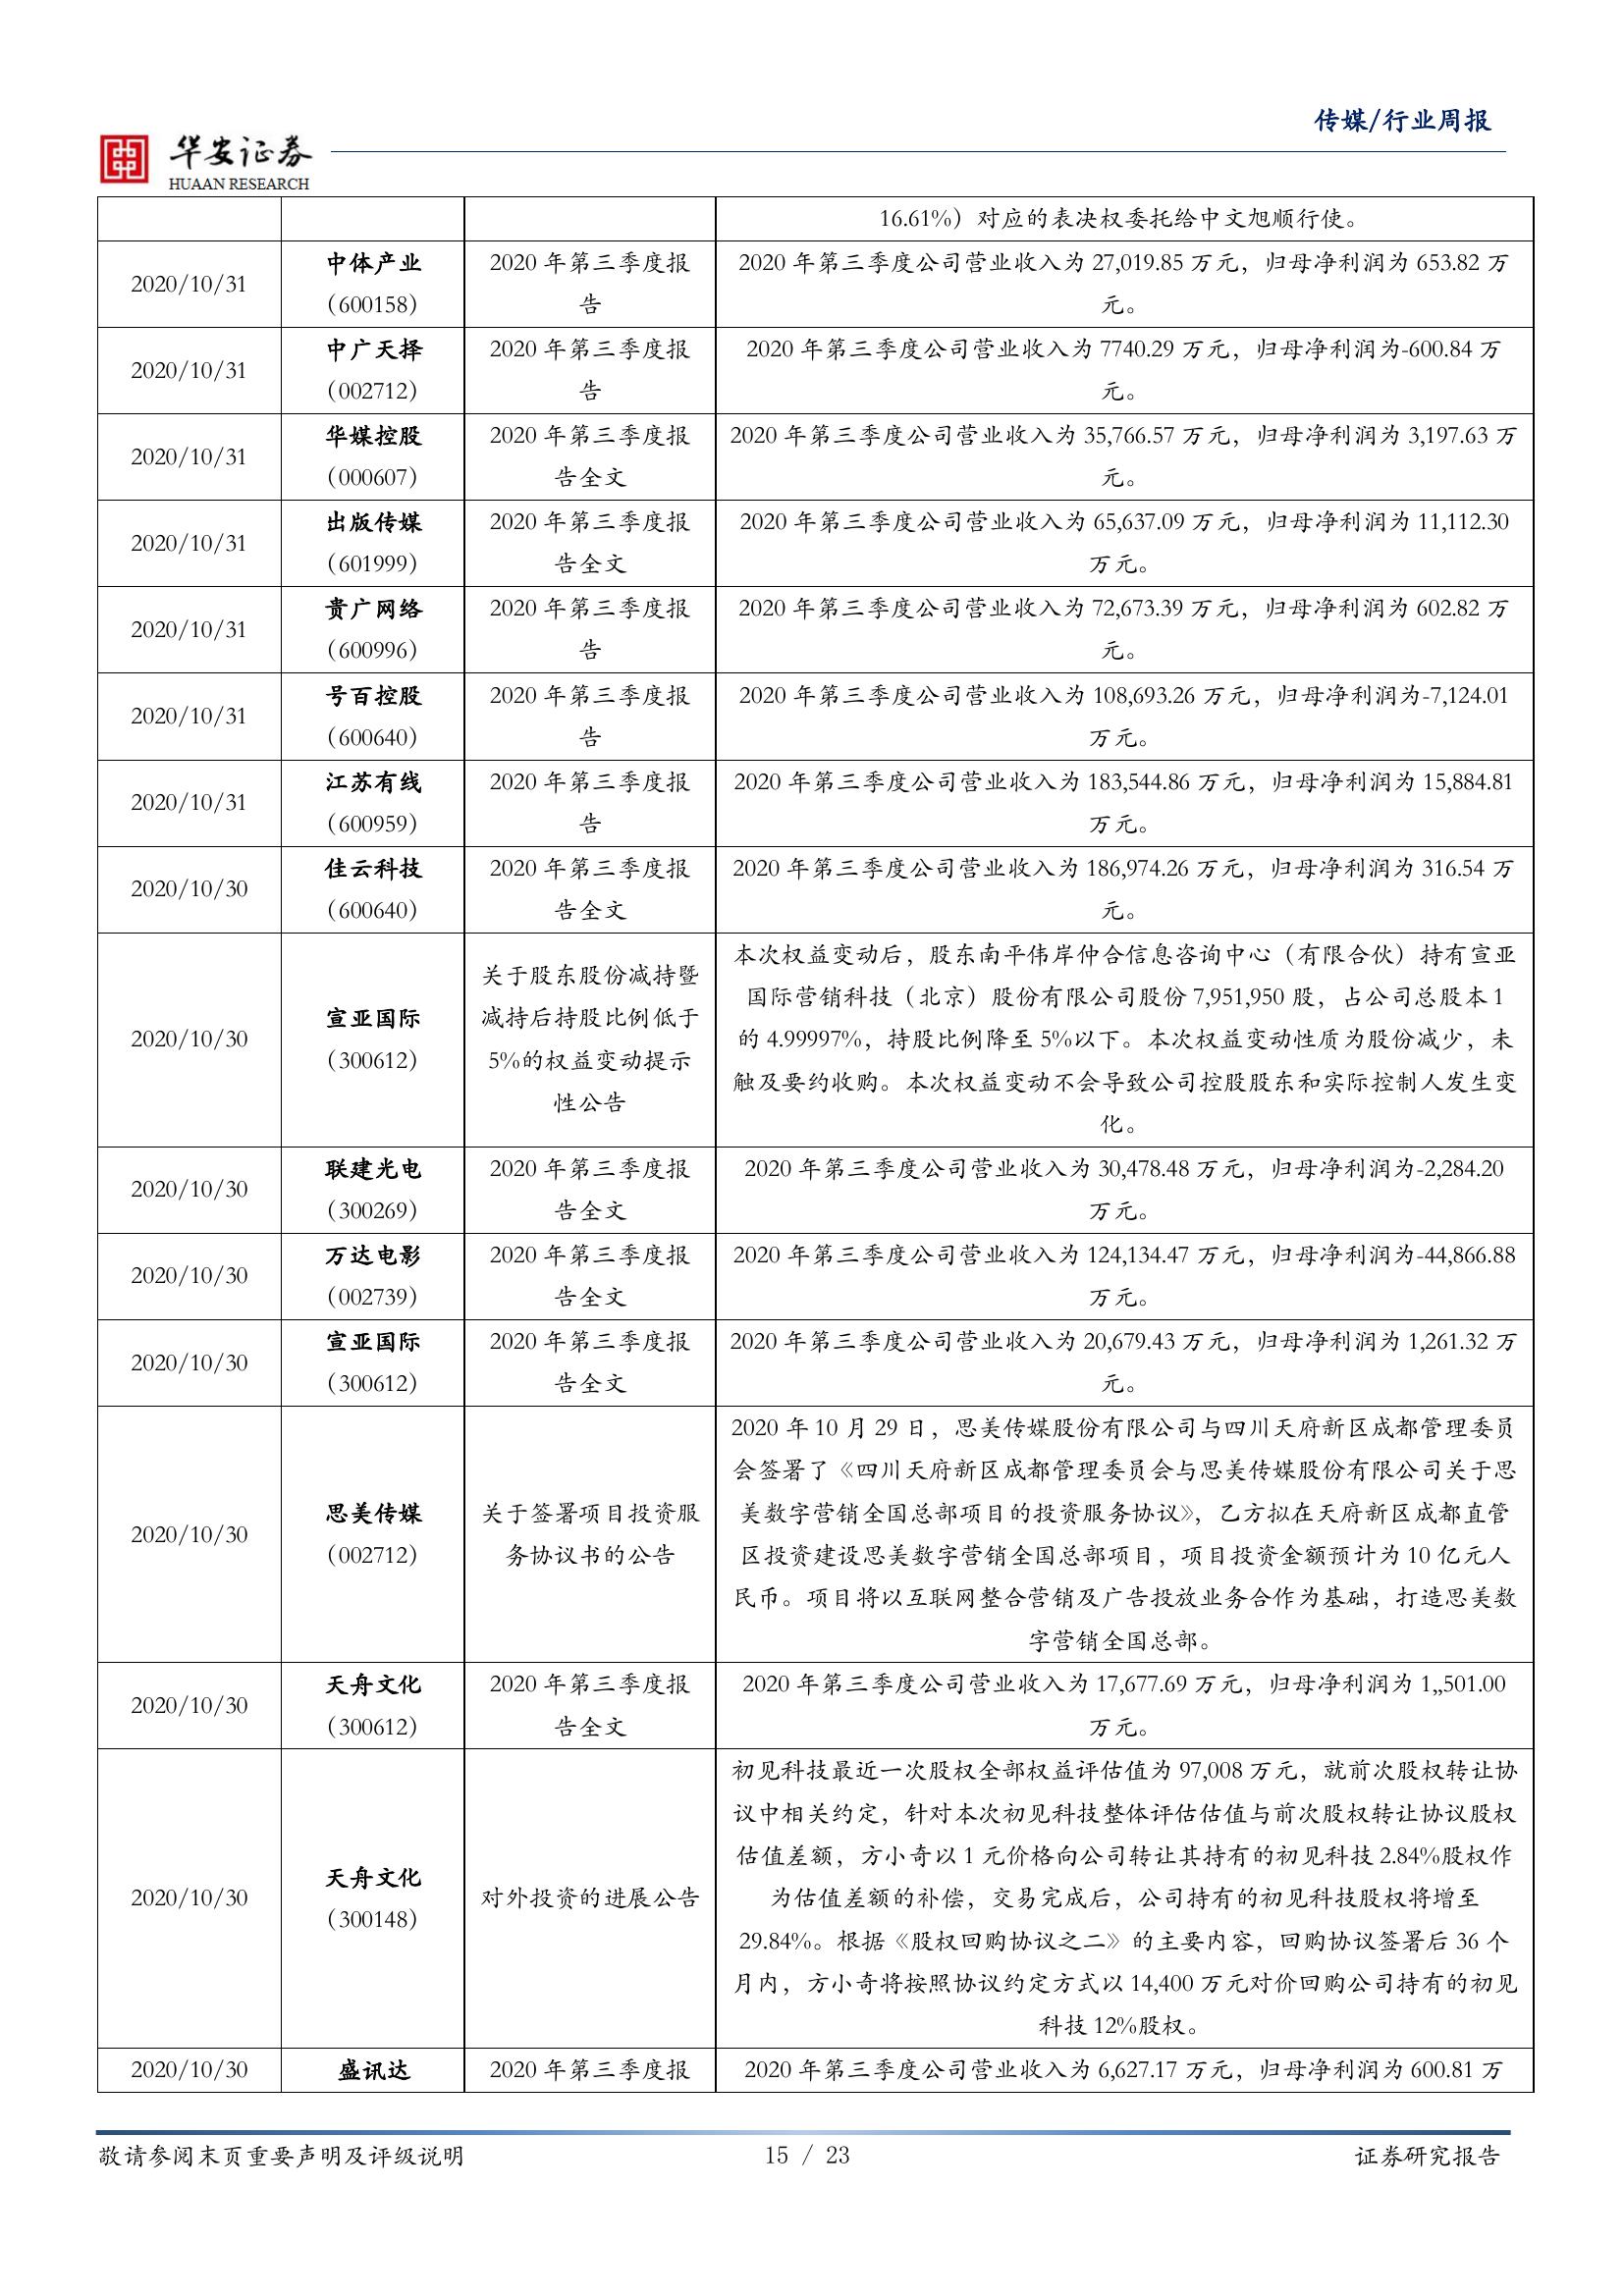 传媒/行业周报
华安证券
HUAAN RESEARCH
16.61%）对应的表决权委托给中文旭顺行使。
2020/10/31
中体产业
（600158）
2020 年第三季度报
告
2020 年第三季度公司营业收入为 27,019.85 万元，归母净利润为 653.82 万
元。
2020/10/31
中广天择
（002712）
2020 年第三季度报
告
2020 年第三季度公司营业收入为 7740.29 万元，归母净利润为-600.84 万
元。
2020/10/31
华媒控股
（000607）
2020 年第三季度报
告全文
2020 年第三季度公司营业收入为 35,766.57 万元，归母净利润为 3,197.63 万
元。
2020/10/31
出版传媒
（601999）
2020 年第三季度报
告全文
2020 年第三季度公司营业收入为 65,637.09 万元，归母净利润为 11,112.30
万元。
2020/10/31
贵广网络
（600996）
2020 年第三季度报
告
2020 年第三季度公司营业收入为 72,673.39 万元，归母净利润为 602.82 万
元。
2020/10/31
号百控股
（600640）
2020 年第三季度报
告
2020 年第三季度公司营业收入为 108,693.26 万元，归母净利润为-7,124.01
万元。
2020/10/31
江苏有线
（600959）
2020 年第三季度报
告
2020 年第三季度公司营业收入为 183,544.86 万元，归母净利润为 15,884.81
万元。
2020/10/30
佳云科技
（600640）
2020 年第三季度报
告全文
2020 年第三季度公司营业收入为 186,974.26 万元，归母净利润为 316.54 万
元。
2020/10/30
宣亚国际
（300612）
关于股东股份减持暨
减持后持股比例低于
5%的权益变动提示
性公告
本次权益变动后，股东南平伟岸仲合信息咨询中心（有限合伙）持有宣亚
国际营销科技（北京）股份有限公司股份 7,951,950 股，占公司总股本 1
的 4.99997%，持股比例降至 5%以下。本次权益变动性质为股份减少，未
触及要约收购。本次权益变动不会导致公司控股股东和实际控制人发生变
化。
2020/10/30
联建光电
（300269）
2020 年第三季度报
告全文
2020 年第三季度公司营业收入为 30,478.48 万元，归母净利润为-2,284.20
万元。
2020/10/30
万达电影
（002739）
2020 年第三季度报
告全文
2020 年第三季度公司营业收入为 124,134.47 万元，归母净利润为-44,866.88
万元。
2020/10/30
宣亚国际
（300612）
2020 年第三季度报
告全文
2020 年第三季度公司营业收入为 20,679.43 万元，归母净利润为 1,261.32 万
元。
2020/10/30
思美传媒
（002712）
关于签署项目投资服
务协议书的公告
2020 年 10 月 29 日，思美传媒股份有限公司与四川天府新区成都管理委员
会签署了《四川天府新区成都管理委员会与思美传媒股份有限公司关于思
美数字营销全国总部项目的投资服务协议》，乙方拟在天府新区成都直管
区投资建设思美数字营销全国总部项目，项目投资金额预计为 10 亿元人
民币。项目将以互联网整合营销及广告投放业务合作为基础，打造思美数
字营销全国总部。
2020/10/30
天舟文化
（300612）
2020 年第三季度报
告全文
2020 年第三季度公司营业收入为 17,677.69 万元，归母净利润为 1,,501.00
万元。
2020/10/30
天舟文化
（300148）
对外投资的进展公告
初见科技最近一次股权全部权益评估值为 97,008 万元，就前次股权转让协
议中相关约定，针对本次初见科技整体评估估值与前次股权转让协议股权
估值差额，方小奇以 1 元价格向公司转让其持有的初见科技 2.84%股权作
为估值差额的补偿，交易完成后，公司持有的初见科技股权将增至
29.84%。根据《股权回购协议之二》的主要内容，回购协议签署后 36 个
月内，方小奇将按照协议约定方式以 14,400 万元对价回购公司持有的初见
科技 12%股权。
2020/10/30
盛讯达
2020 年第三季度报
2020 年第三季度公司营业收入为 6,627.17 万元，归母净利润为 600.81 万
敬请参阅末页重要声明及评级说明
15 / 23
证券研究报告